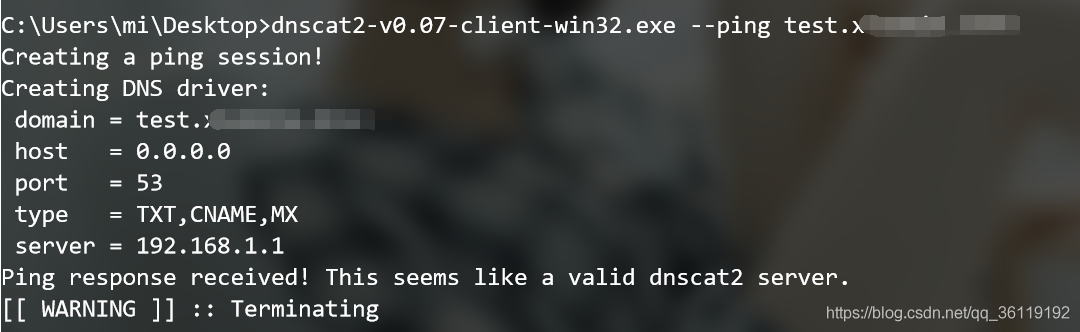 C:\Users\mi\Desktop>dnscat2-v0.07-client-win32.exe --ping test.x
Creating a ping session!
Creating DNS driver:
domain = test.
host = 0.0.0.0
port = 53
type = TXT,CNAME,MX
server = 192.168.1.1
Ping response received! This seems like a valid dnscat2 server.
[[ WARNING ]] :: Terminating
https://blog.csdn.net/qq_36119192